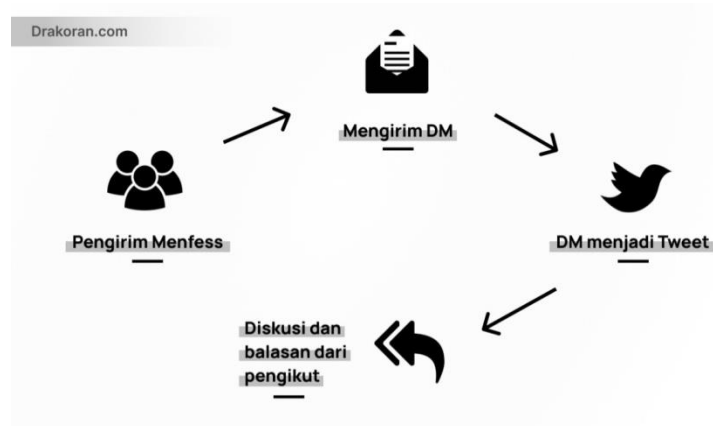 Drakoran.com
Mengirim DM
Pengirim Menfess
DM menjadi Tweet
Diskusi dan
balasan dari
pengikut